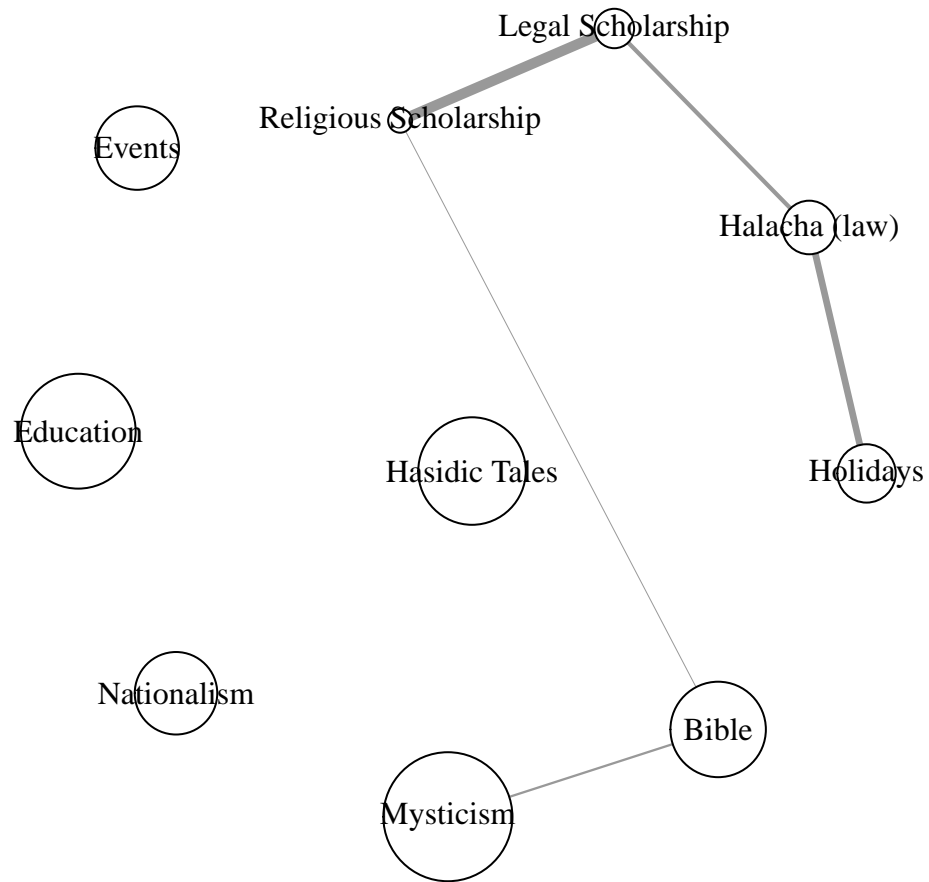 Legal Scholarship
Religious Scholarship
Events
Halacha (law)
Education
Hasidic Tales
Holidays
Nationalism
Bible
Mysticism